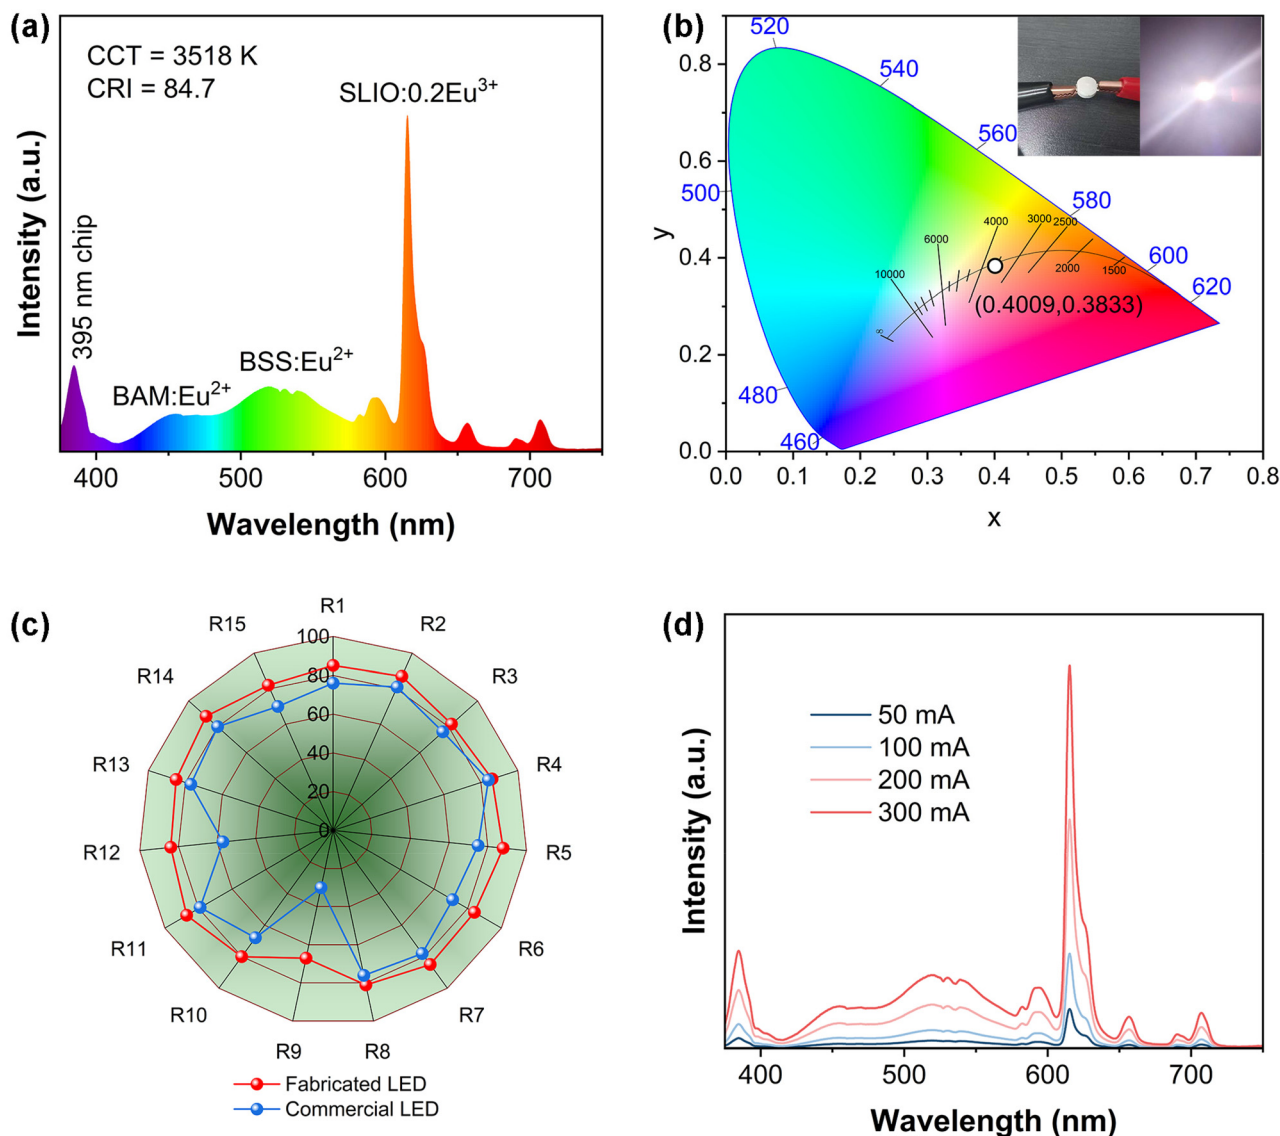 (a)
CCT = 3518 K
CRI = 84.7
SLIO:0.2Eu³⁺
395 nm chip
BAM:Eu²⁺
BSS:Eu²⁺
Intensity (a.u.)
400
500
600
700
Wavelength (nm)
(b)
520
540
560
580
600
620
500
480
460
0.8
0.6
0.4
0.2
0.0
y
10000
6000
4000
3000
2500
2000
1500
∞
(0.4009,0.3833)
0.0 0.1 0.2 0.3 0.4 0.5 0.6 0.7 0.8
x
(c)
R1
R2
R3
R4
R5
R6
R7
R8
R9
R10
R11
R12
R13
R14
R15
100
80
60
40
20
0
Fabricated LED
Commercial LED
(d)
50 mA
100 mA
200 mA
300 mA
Intensity (a.u.)
400
500
600
700
Wavelength (nm)